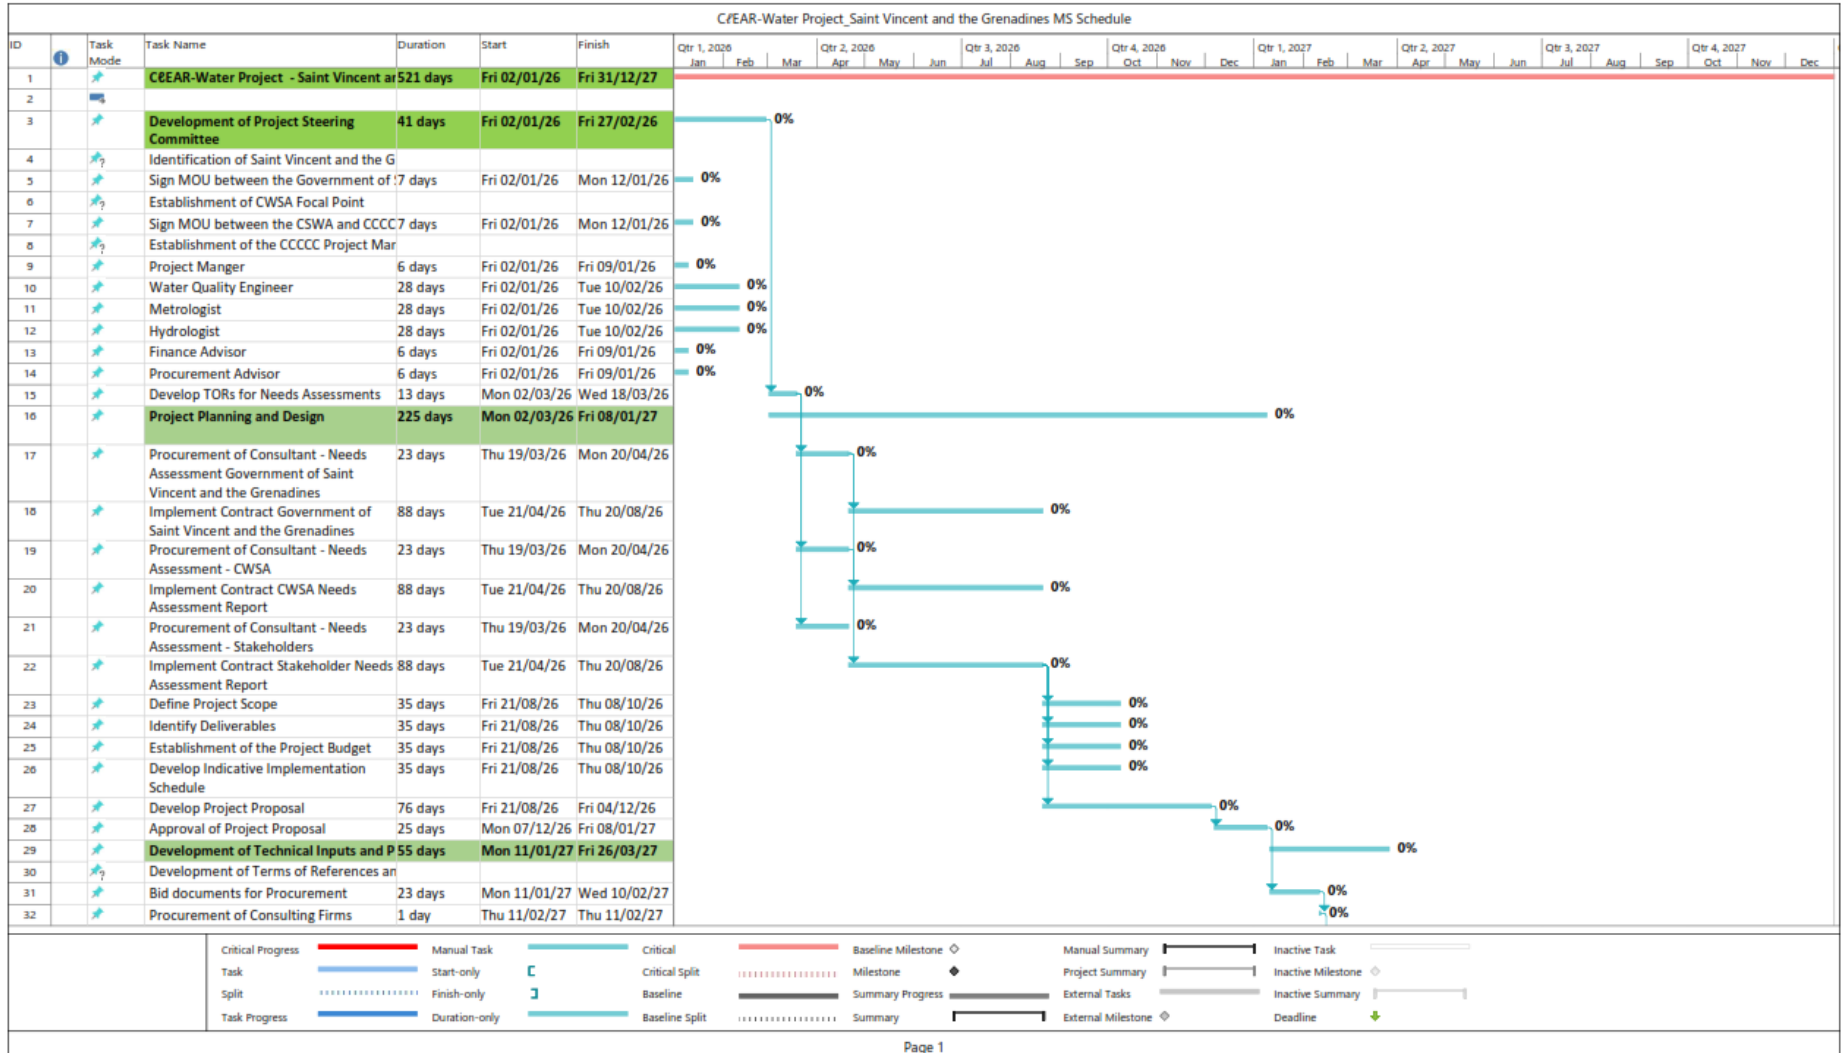 CℓEAR-Water Project_Saint Vincent and the Grenadines MS Schedule
ID Task Mode Task Name Duration Start Finish
Qtr 1, 2026 Qtr 2, 2026 Qtr 3, 2026 Qtr 4, 2026 Qtr 1, 2027 Qtr 2, 2027 Qtr 3, 2027 Qtr 4, 2027
Jan Feb Mar Apr May Jun Jul Aug Sep Oct Nov Dec Jan Feb Mar Apr May Jun Jul Aug Sep Oct Nov Dec
1 CℓEAR-Water Project - Saint Vincent ar 521 days Fri 02/01/26 Fri 31/12/27
2
3 Development of Project Steering 41 days Fri 02/01/26 Fri 27/02/26 0%
Committee
4 Identification of Saint Vincent and the G
5 Sign MOU between the Government of 7 days Fri 02/01/26 Mon 12/01/26 0%
6 Establishment of CWSA Focal Point
7 Sign MOU between the CSWA and CCCC 7 days Fri 02/01/26 Mon 12/01/26 0%
8 Establishment of the CCCCC Project Mar
9 Project Manger 6 days Fri 02/01/26 Fri 09/01/26 0%
10 Water Quality Engineer 28 days Fri 02/01/26 Tue 10/02/26 0%
11 Metrologist 28 days Fri 02/01/26 Tue 10/02/26 0%
12 Hydrologist 28 days Fri 02/01/26 Tue 10/02/26 0%
13 Finance Advisor 6 days Fri 02/01/26 Fri 09/01/26 0%
14 Procurement Advisor 6 days Fri 02/01/26 Fri 09/01/26 0%
15 Develop TORs for Needs Assessments 13 days Mon 02/03/26 Wed 18/03/26 0%
16 Project Planning and Design 225 days Mon 02/03/26 Fri 08/01/27 0%
17 Procurement of Consultant - Needs 23 days Thu 19/03/26 Mon 20/04/26 0%
Assessment Government of Saint
Vincent and the Grenadines
18 Implement Contract Government of 88 days Tue 21/04/26 Thu 20/08/26 0%
Saint Vincent and the Grenadines
19 Procurement of Consultant - Needs 23 days Thu 19/03/26 Mon 20/04/26 0%
Assessment - CWSA
20 Implement Contract CWSA Needs 88 days Tue 21/04/26 Thu 20/08/26 0%
Assessment Report
21 Procurement of Consultant - Needs 23 days Thu 19/03/26 Mon 20/04/26 0%
Assessment - Stakeholders
22 Implement Contract Stakeholder Needs 88 days Tue 21/04/26 Thu 20/08/26 0%
Assessment Report
23 Define Project Scope 35 days Fri 21/08/26 Thu 08/10/26 0%
24 Identify Deliverables 35 days Fri 21/08/26 Thu 08/10/26 0%
25 Establishment of the Project Budget 35 days Fri 21/08/26 Thu 08/10/26 0%
26 Develop Indicative Implementation 35 days Fri 21/08/26 Thu 08/10/26 0%
Schedule
27 Develop Project Proposal 76 days Fri 21/08/26 Fri 04/12/26 0%
28 Approval of Project Proposal 25 days Mon 07/12/26 Fri 08/01/27 0%
29 Development of Technical Inputs and P 55 days Mon 11/01/27 Fri 26/03/27 0%
30 Development of Terms of References an
31 Bid documents for Procurement 23 days Mon 11/01/27 Wed 10/02/27 0%
32 Procurement of Consulting Firms 1 day Thu 11/02/27 Thu 11/02/27 0%
Critical Progress Manual Task Critical Baseline Milestone Manual Summary Inactive Task
Task Start-only Critical Split Milestone Project Summary Inactive Milestone
Split Finish-only Baseline Summary Progress External Tasks Inactive Summary
Task Progress Duration-only Baseline Split Summary External Milestone Deadline
Page 1